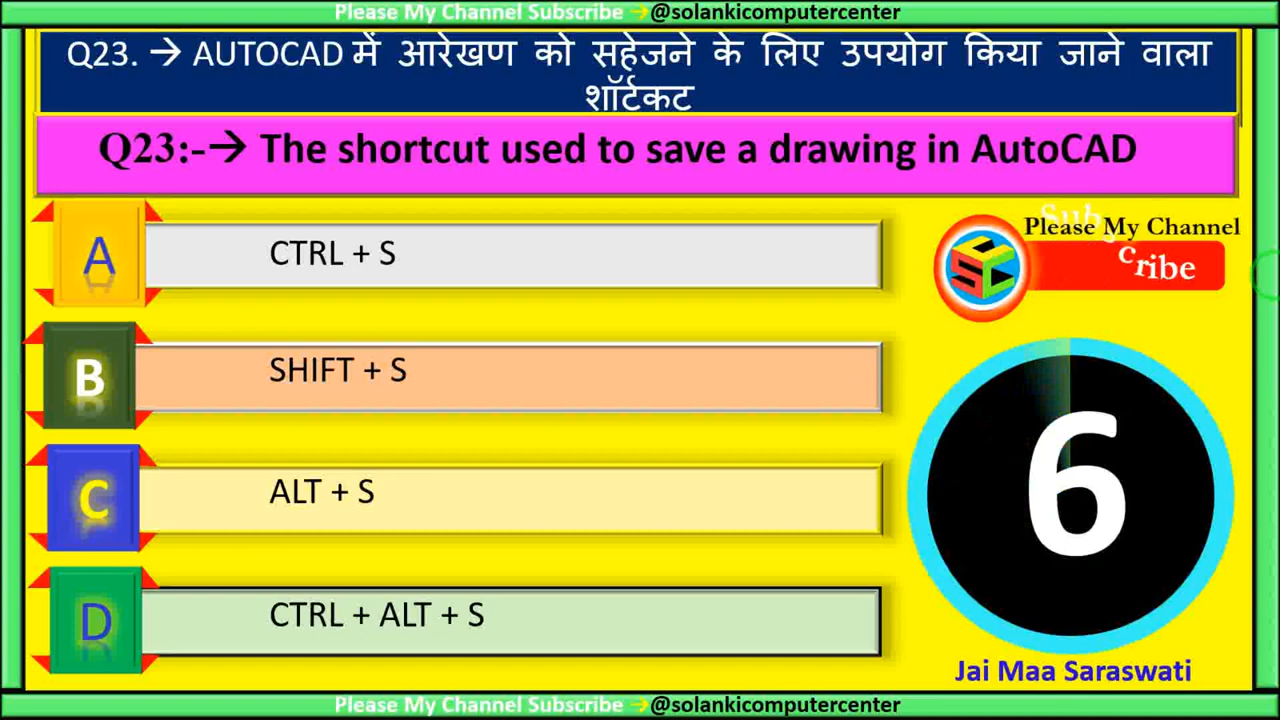 Please My Channel Subscribe →@solankicomputercenter
Q23. → AUTOCAD में आरेखण को सहेजने के लिए उपयोग किया जाने वाला
शॉर्टकट
Q23:-→ The shortcut used to save a drawing in AutoCAD
A CTRL + S
Please My Channel
Subscribe
SC
B SHIFT + S
6
C ALT + S
D CTRL + ALT + S
Jai Maa Saraswati
Please My Channel Subscribe →@solankicomputercenter